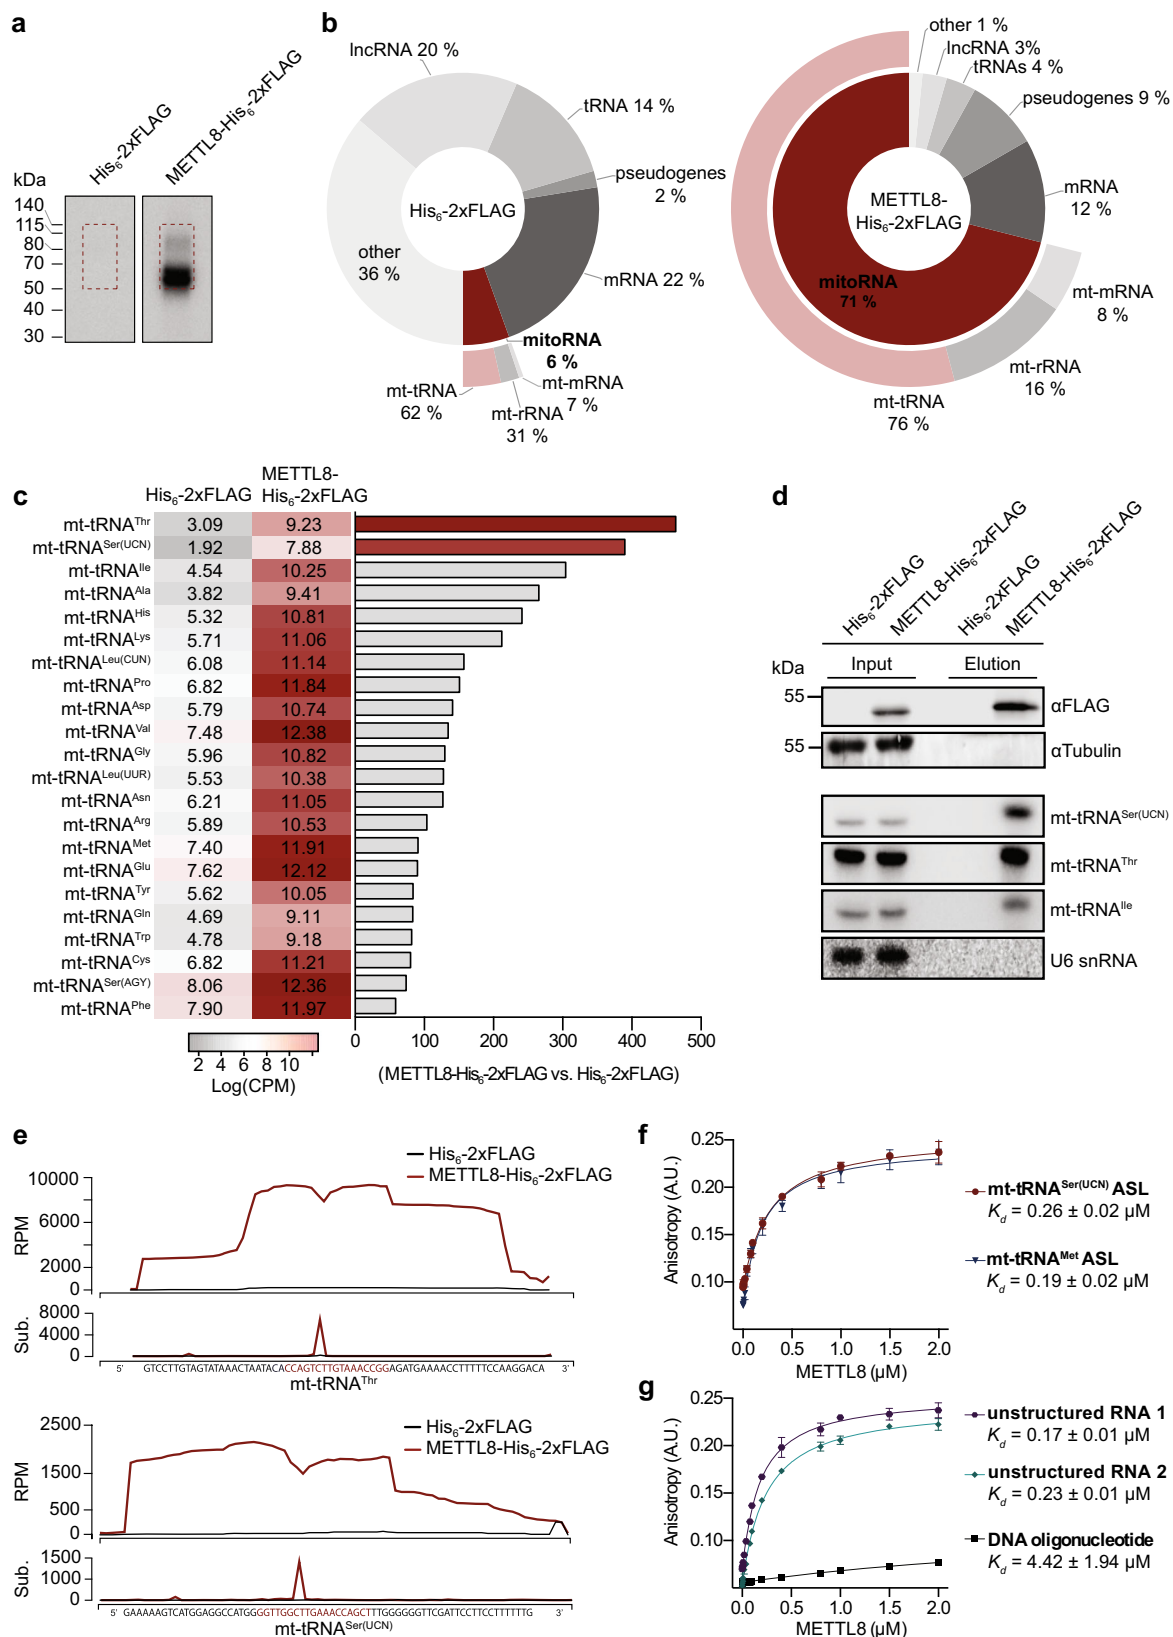 a
His6-2xFLAG
METTL8-His6-2xFLAG
kDa
140
115
80
70
50
40
30
b
lncRNA 20 %
tRNA 14 %
pseudogenes
2 %
His6-2xFLAG
other
36 %
mRNA 22 %
mitoRNA
6 %
mt-tRNA
62 %
mt-rRNA
31 %
mt-mRNA
7 %
other 1 %
lncRNA 3%
tRNAs 4 %
pseudogenes 9 %
METTL8-
His6-2xFLAG
mRNA
12 %
mitoRNA
71 %
mt-mRNA
8 %
mt-rRNA
16 %
mt-tRNA
76 %
c
His6-2xFLAG
METTL8-
His6-2xFLAG
mt-tRNAThr 3.09 9.23
mt-tRNASer(UCN) 1.92 7.88
mt-tRNAIle 4.54 10.25
mt-tRNAAla 3.82 9.41
mt-tRNAHis 5.32 10.81
mt-tRNALys 5.71 11.06
mt-tRNALeu(CUN) 6.08 11.14
mt-tRNAPro 6.82 11.84
mt-tRNAAsp 5.79 10.74
mt-tRNAVal 7.48 12.38
mt-tRNAGly 5.96 10.82
mt-tRNALeu(UUR) 5.53 10.38
mt-tRNAAsn 6.21 11.05
mt-tRNAArg 5.89 10.53
mt-tRNAMet 7.40 11.91
mt-tRNAGlu 7.62 12.12
mt-tRNATyr 5.62 10.05
mt-tRNAGln 4.69 9.11
mt-tRNATrp 4.78 9.18
mt-tRNACys 6.82 11.21
mt-tRNASer(AGY) 8.06 12.36
mt-tRNAPhe 7.90 11.97
2 4 6 8 10
Log(CPM)
0 100 200 300 400 500
(METTL8-His6-2xFLAG vs. His6-2xFLAG)
d
His6-2xFLAG
METTL8-His6-2xFLAG
His6-2xFLAG
METTL8-His6-2xFLAG
kDa
Input Elution
55
αFLAG
55
αTubulin
mt-tRNASer(UCN)
mt-tRNAThr
mt-tRNAIle
U6 snRNA
e
His6-2xFLAG
METTL8-His6-2xFLAG
RPM
10000
6000
2000
0
Sub.
8000
4000
0
5' GTCCTTGTAGTATAAACTAATACACCAGTCTTGTAAACCGGAGATGAAAACCTTTTTCCAAGGACA 3'
mt-tRNAThr
His6-2xFLAG
METTL8-His6-2xFLAG
RPM
2500
1500
500
0
Sub.
1500
0
5' GAAAAAGTCATGGAGGCCATGGGGTTGGCTTGAAACCAGCTTTGGGGGGTTCGATTCCTTCCTTTTTTG 3'
mt-tRNASer(UCN)
f
Anisotropy (A.U.)
0.25
0.20
0.15
0.10
0.0 0.5 1.0 1.5 2.0
METTL8 (µM)
mt-tRNASer(UCN) ASL
Kd = 0.26 ± 0.02 µM
mt-tRNAMet ASL
Kd = 0.19 ± 0.02 µM
g
Anisotropy (A.U.)
0.25
0.20
0.15
0.10
0.0 0.5 1.0 1.5 2.0
METTL8 (µM)
unstructured RNA 1
Kd = 0.17 ± 0.01 µM
unstructured RNA 2
Kd = 0.23 ± 0.01 µM
DNA oligonucleotide
Kd = 4.42 ± 1.94 µM